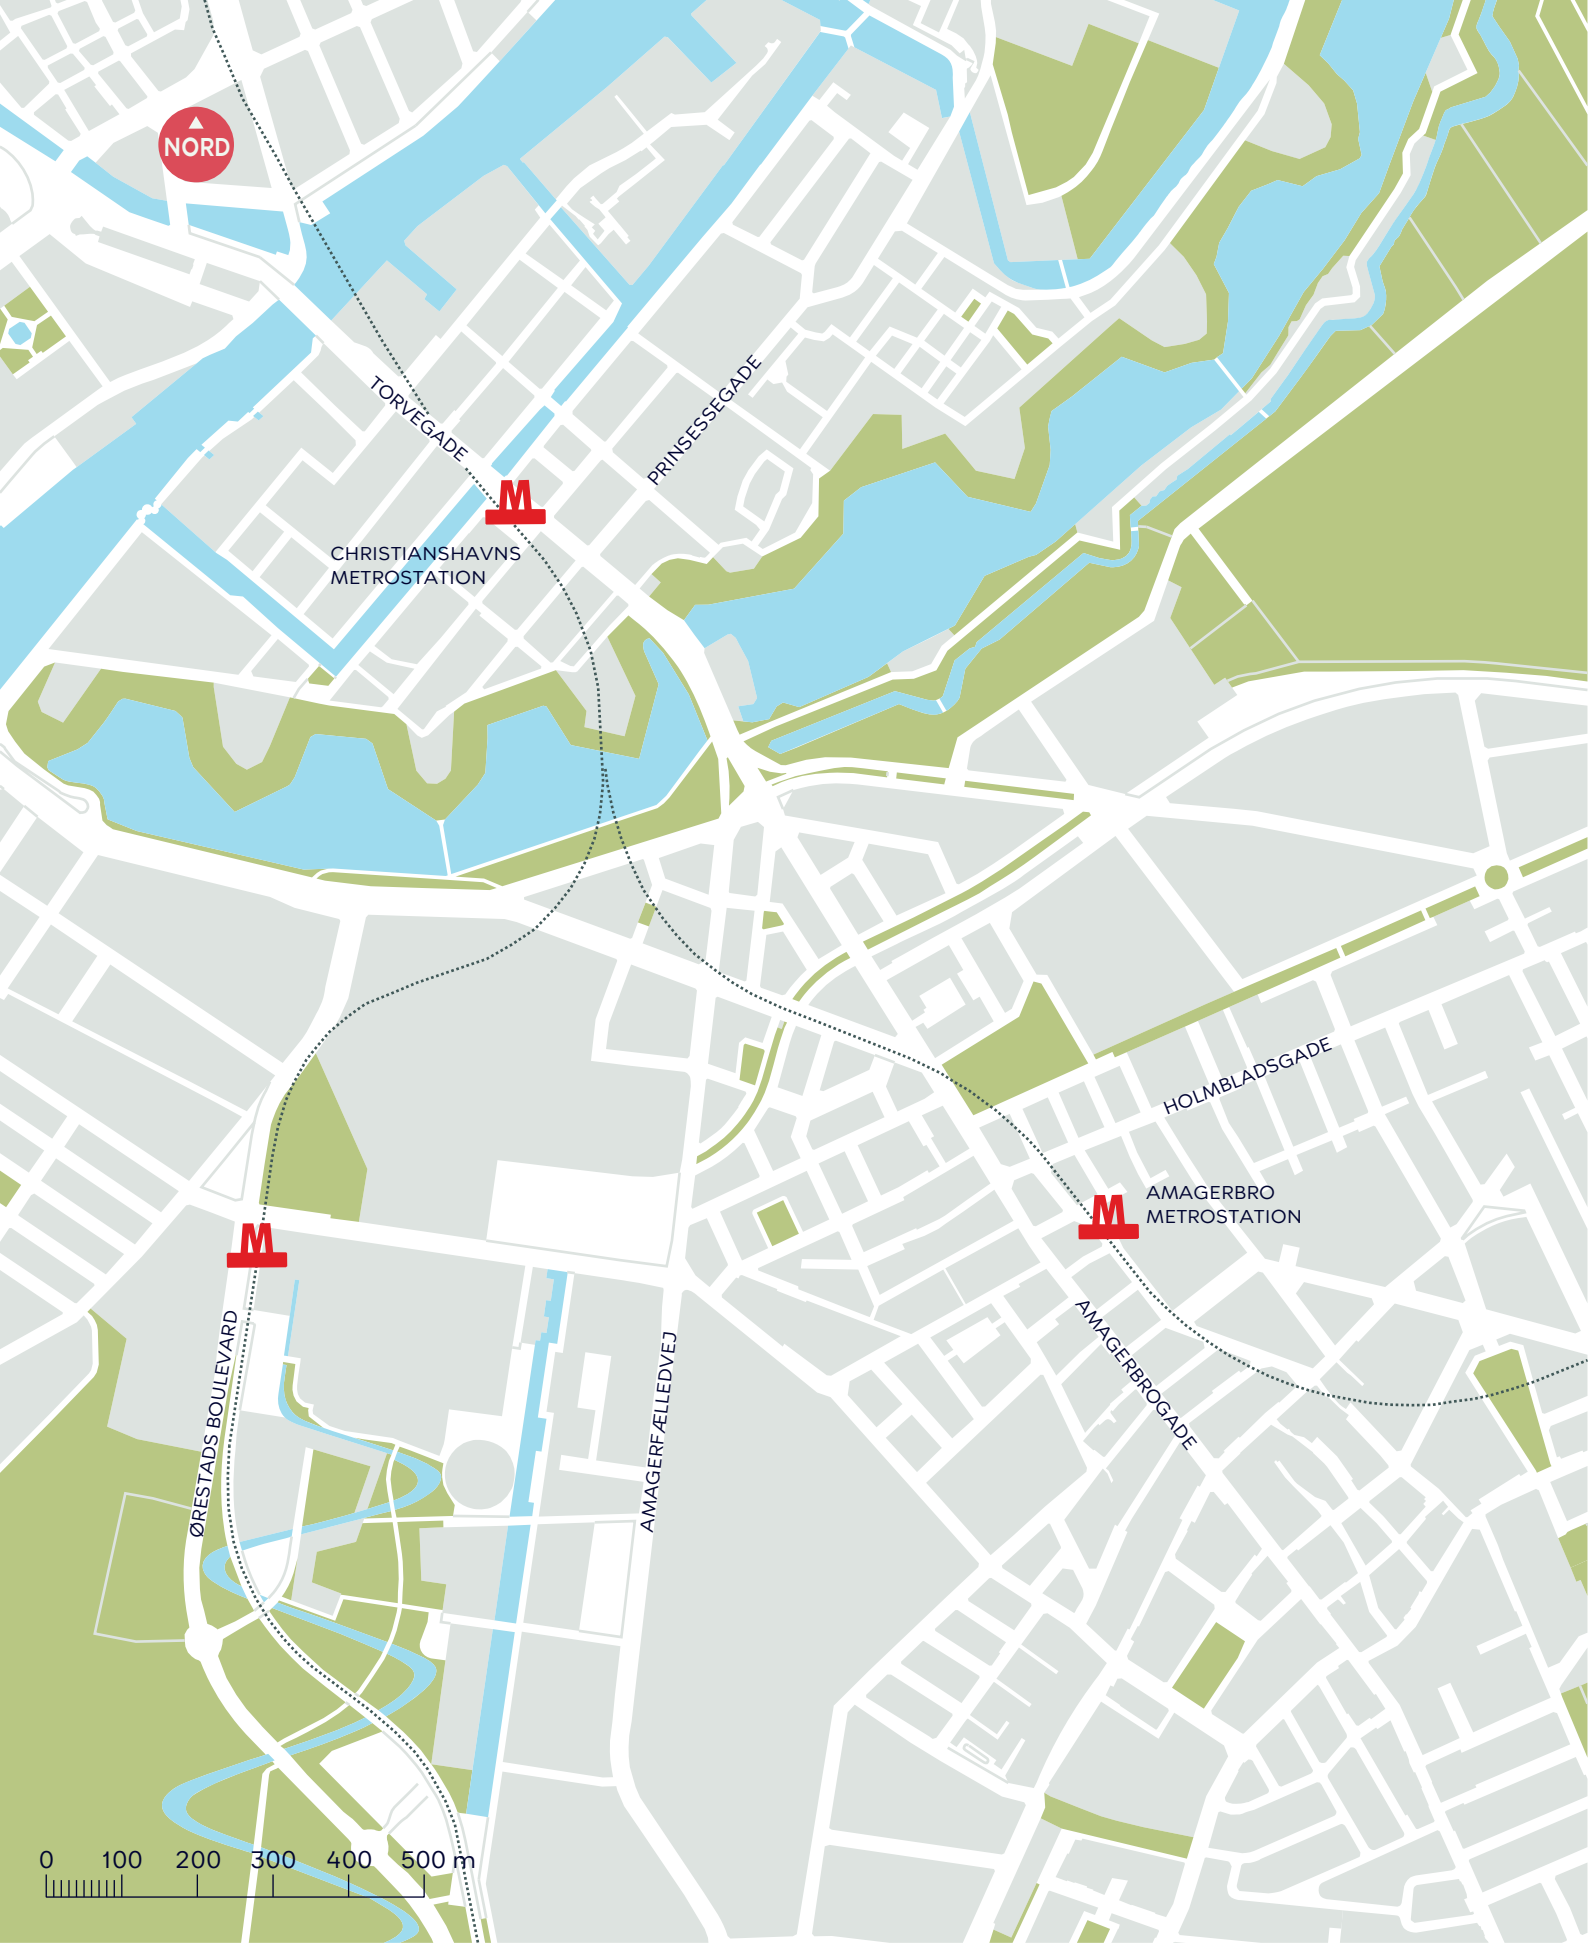 NORD
TORVEGADE
PRINSESSEGADE
M
CHRISTIANSHAVNS
METROSTATION
HOLMBLADSGADE
M
AMAGERBRO
METROSTATION
M
ØRESTADS BOULEVARD
AMAGERFÆLLEDVEJ
AMAGERBROGADE
0 100 200 300 400 500 m